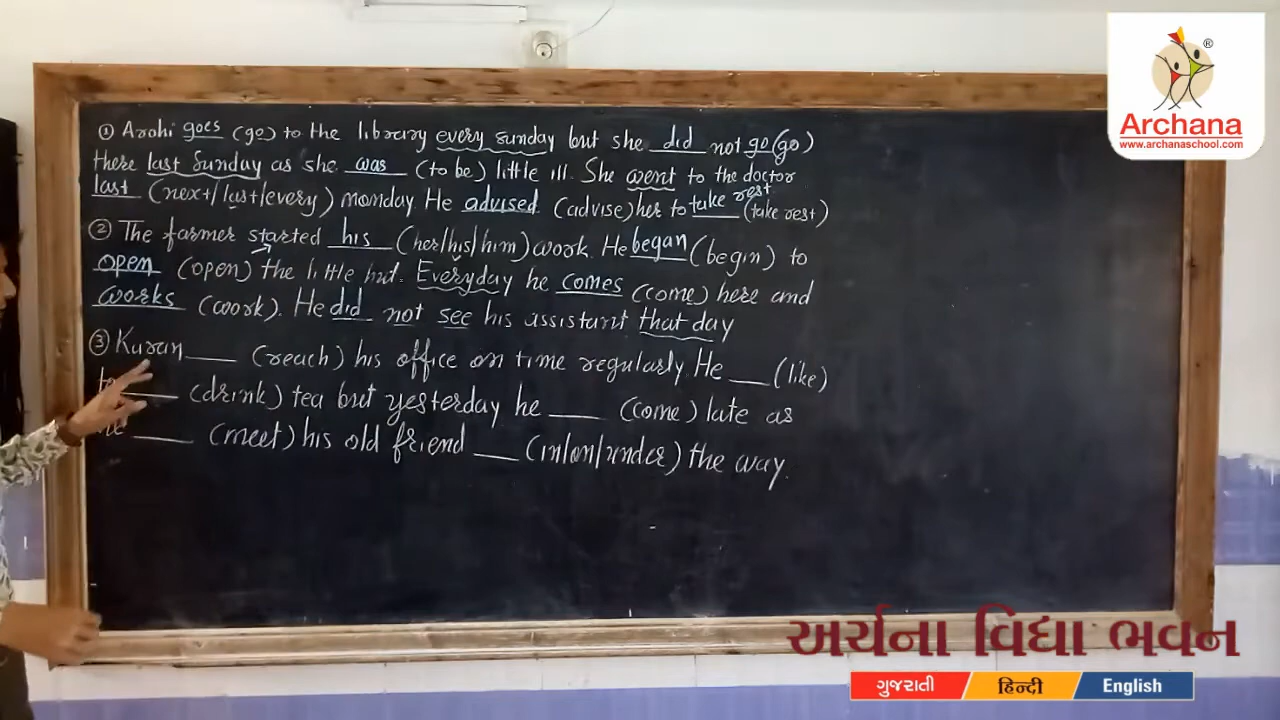 ① Arohi goes (go) to the library every sunday but she did not go (go)
there last Sunday as she was (to be) little ill. She went to the doctor
last (next/last/every) monday. He advised (advise) her to take rest (take rest)
② The farmer started his (her/his/him) work. He began (begin) to
open (open) the little hut. Everyday he comes (come) here and
works (work). He did not see his assistant that day
③ Karan ____ (reach) his office on time regularly. He ___ (like)
to ____ (drink) tea but yesterday he ____ (come) late as
he ____ (meet) his old friend ____ (in/on/under) the way.
®
Archana
www.archanaschool.com
અર્ચના વિદ્યા ભવન
ગુજરાતી हिन्दी English